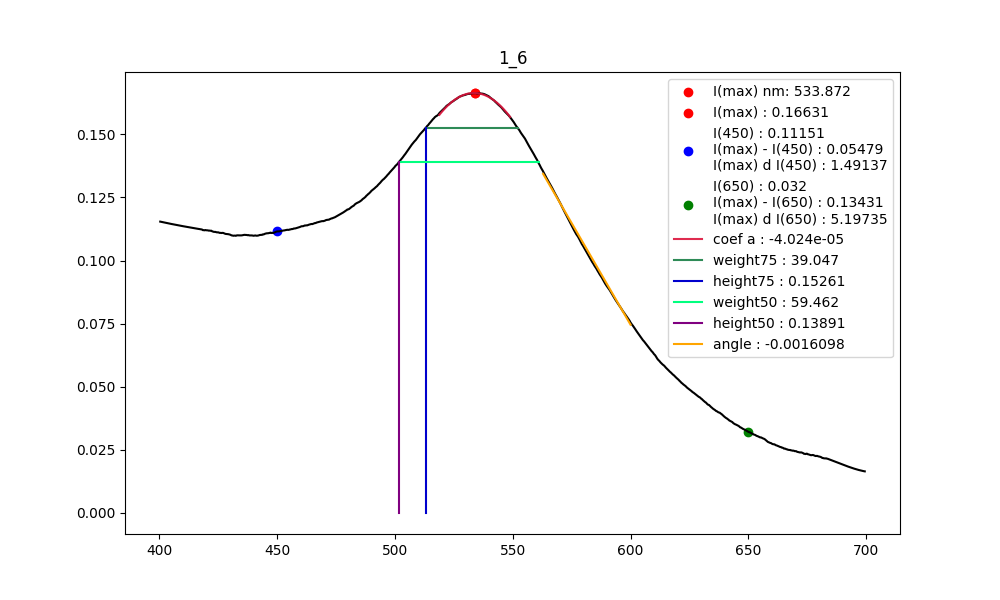 1_6
I(max) nm: 533.872
I(max) : 0.16631
I(450) : 0.11151
I(max) - I(450) : 0.05479
I(max) d I(450) : 1.49137
I(650) : 0.032
I(max) - I(650) : 0.13431
I(max) d I(650) : 5.19735
coef a : -4.024e-05
weight75 : 39.047
height75 : 0.15261
weight50 : 59.462
height50 : 0.13891
angle : -0.0016098
0.150
0.125
0.100
0.075
0.050
0.025
0.000
400 450 500 550 600 650 700